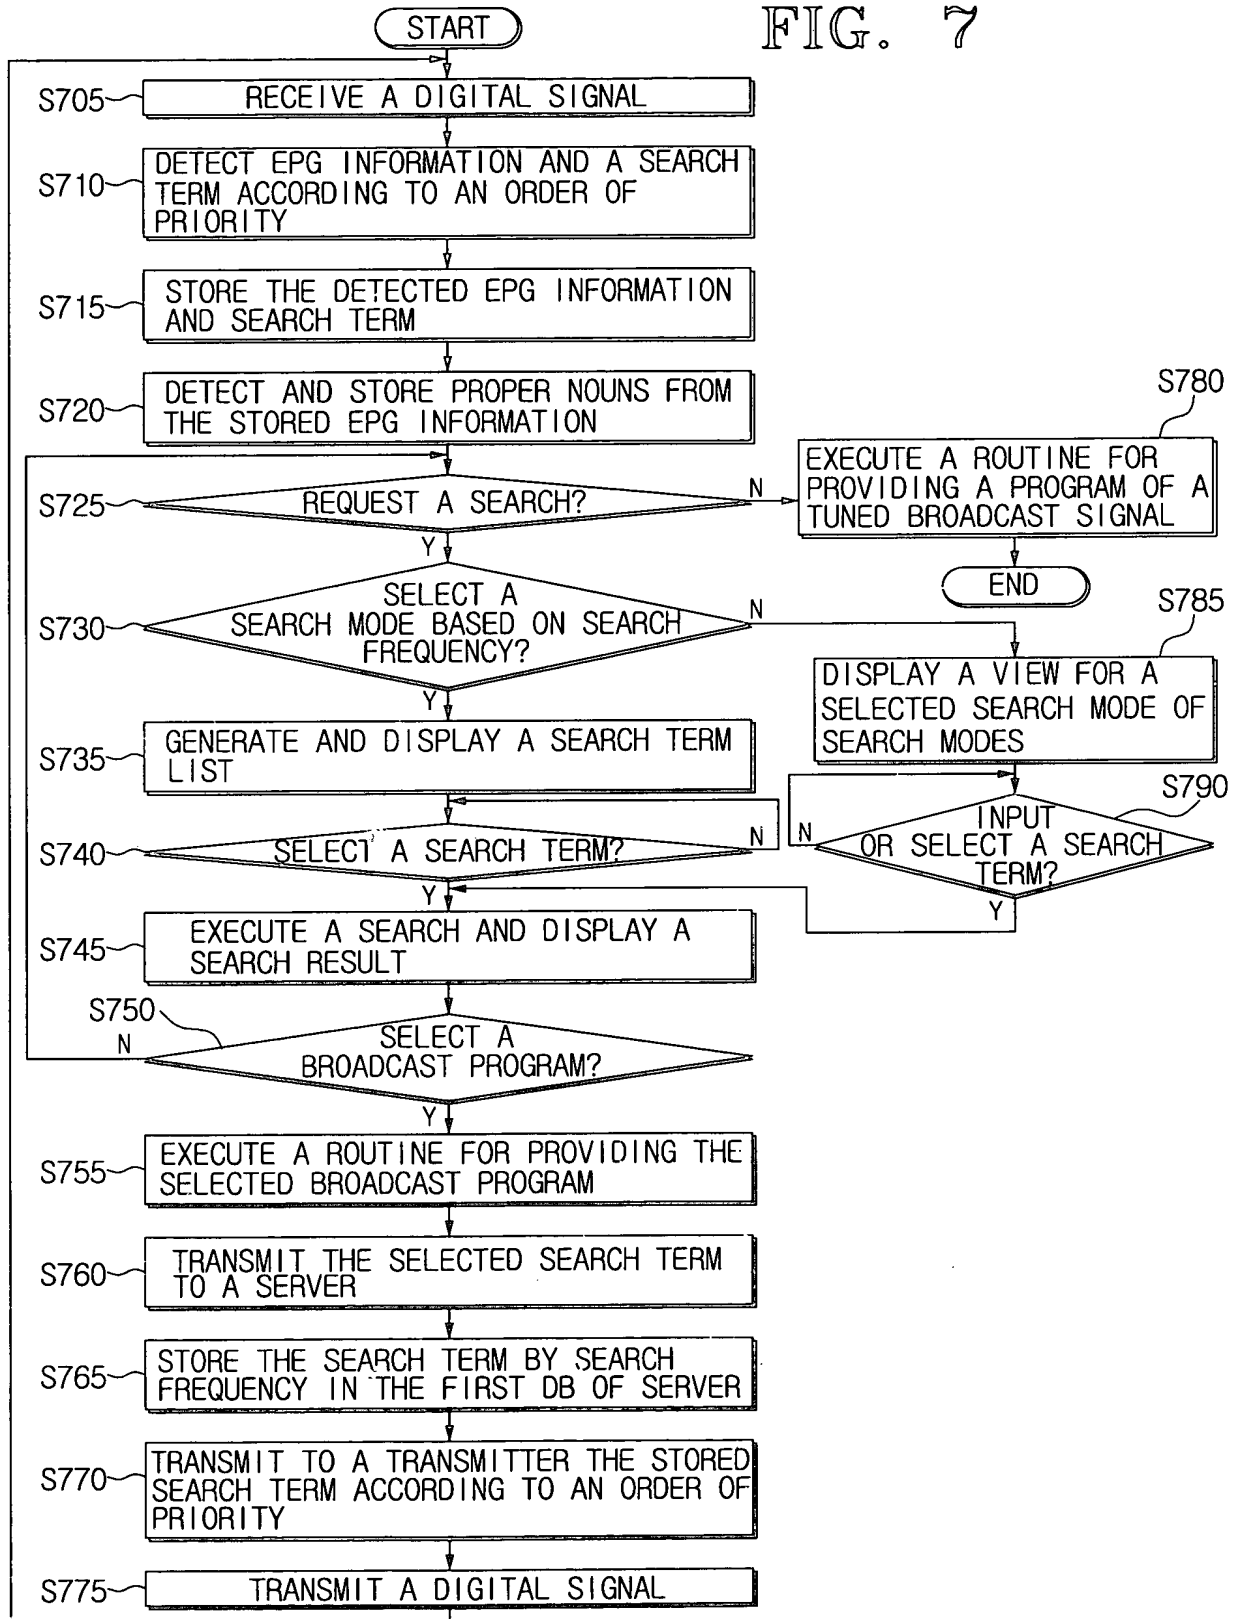 FIG. 7
START
S705
RECEIVE A DIGITAL SIGNAL
S710
DETECT EPG INFORMATION AND A SEARCH
TERM ACCORDING TO AN ORDER OF
PRIORITY
S715
STORE THE DETECTED EPG INFORMATION
AND SEARCH TERM
S720
DETECT AND STORE PROPER NOUNS FROM
THE STORED EPG INFORMATION
S725
REQUEST A SEARCH?
N
Y
S780
EXECUTE A ROUTINE FOR
PROVIDING A PROGRAM OF A
TUNED BROADCAST SIGNAL
END
S730
SELECT A
SEARCH MODE BASED ON SEARCH
FREQUENCY?
N
Y
S785
DISPLAY A VIEW FOR A
SELECTED SEARCH MODE OF
SEARCH MODES
S735
GENERATE AND DISPLAY A SEARCH TERM
LIST
S790
INPUT
OR SELECT A SEARCH
TERM?
N
Y
S740
SELECT A SEARCH TERM?
N
Y
S745
EXECUTE A SEARCH AND DISPLAY A
SEARCH RESULT
S750
SELECT A
BROADCAST PROGRAM?
N
Y
S755
EXECUTE A ROUTINE FOR PROVIDING THE
SELECTED BROADCAST PROGRAM
S760
TRANSMIT THE SELECTED SEARCH TERM
TO A SERVER
S765
STORE THE SEARCH TERM BY SEARCH
FREQUENCY IN THE FIRST DB OF SERVER
S770
TRANSMIT TO A TRANSMITTER THE STORED
SEARCH TERM ACCORDING TO AN ORDER OF
PRIORITY
S775
TRANSMIT A DIGITAL SIGNAL